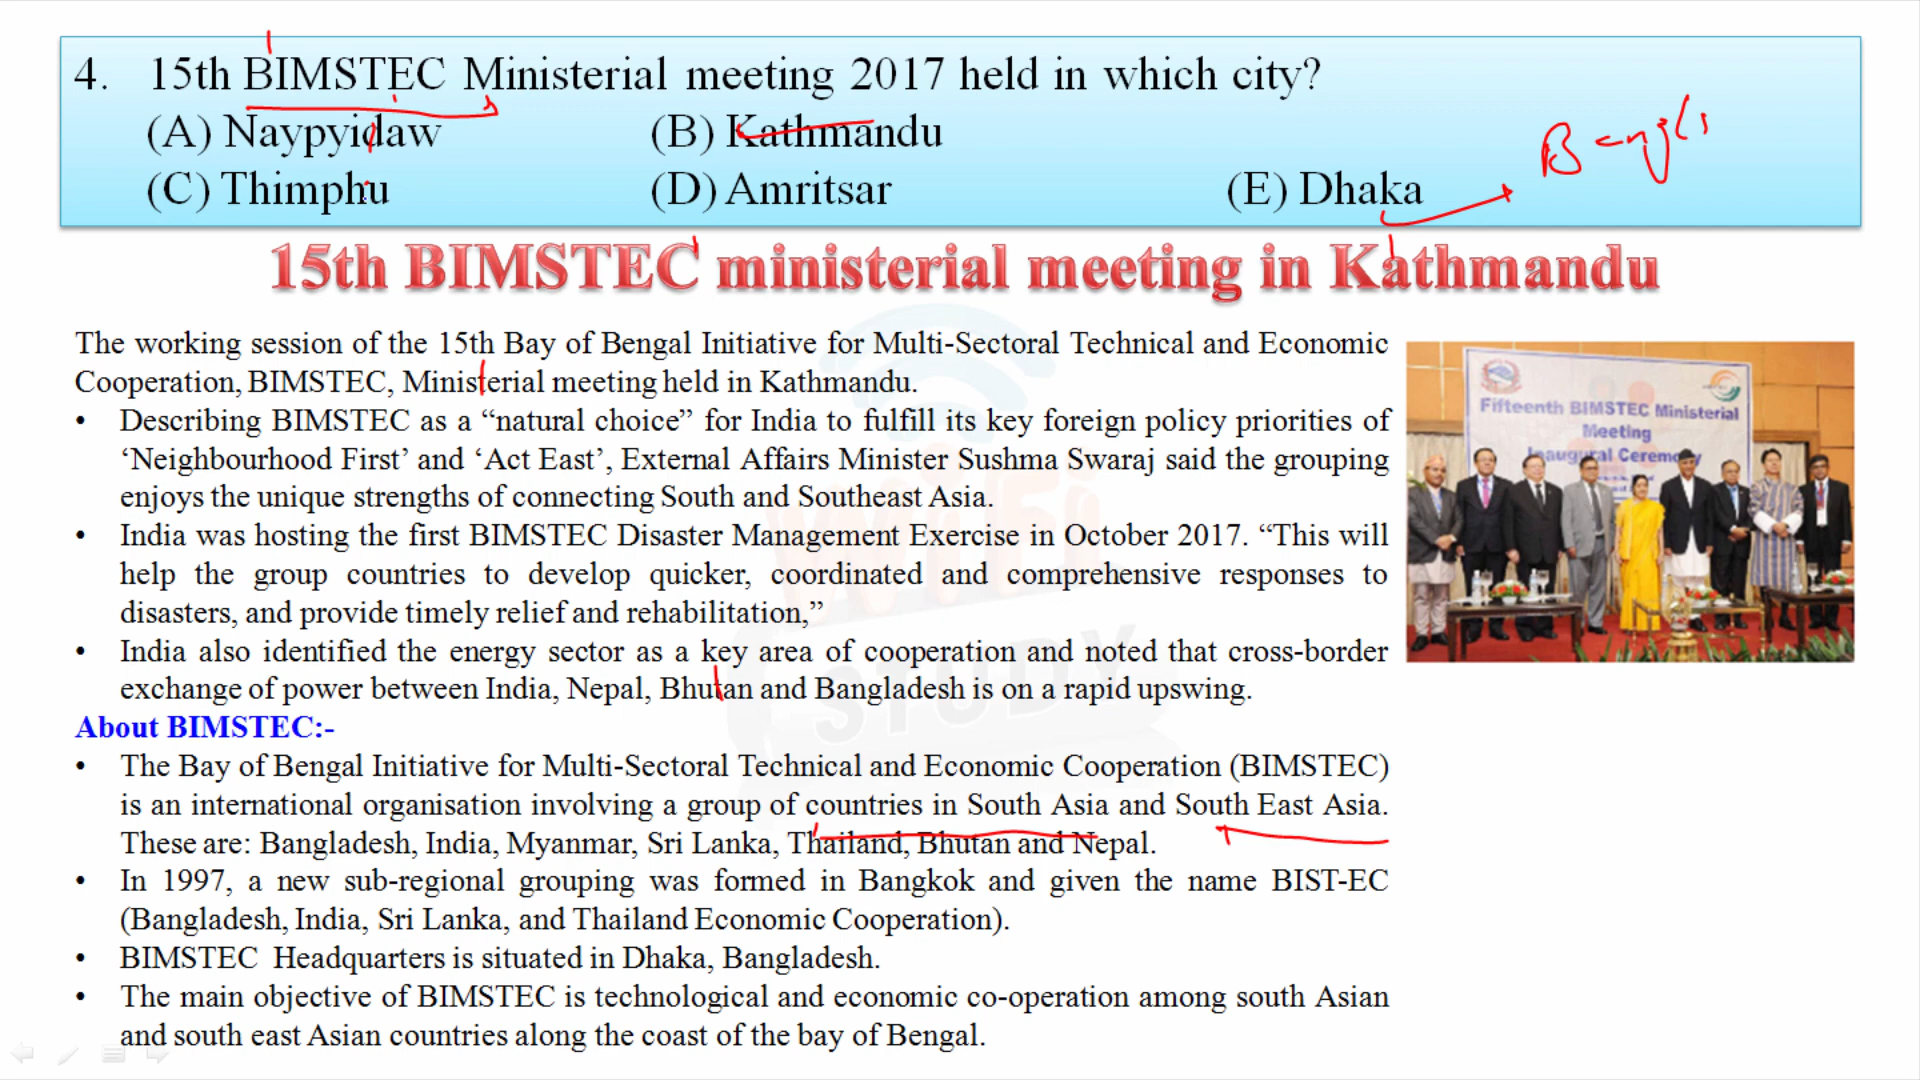 4. 15th BIMSTEC Ministerial meeting 2017 held in which city?
(A) Naypyidaw (B) Kathmandu
(C) Thimphu (D) Amritsar (E) Dhaka
Bengl
15th BIMSTEC ministerial meeting in Kathmandu
The working session of the 15th Bay of Bengal Initiative for Multi-Sectoral Technical and Economic
Cooperation, BIMSTEC, Ministerial meeting held in Kathmandu.
• Describing BIMSTEC as a “natural choice” for India to fulfill its key foreign policy priorities of
‘Neighbourhood First’ and ‘Act East’, External Affairs Minister Sushma Swaraj said the grouping
enjoys the unique strengths of connecting South and Southeast Asia.
• India was hosting the first BIMSTEC Disaster Management Exercise in October 2017. “This will
help the group countries to develop quicker, coordinated and comprehensive responses to
disasters, and provide timely relief and rehabilitation,”
• India also identified the energy sector as a key area of cooperation and noted that cross-border
exchange of power between India, Nepal, Bhutan and Bangladesh is on a rapid upswing.
About BIMSTEC:-
• The Bay of Bengal Initiative for Multi-Sectoral Technical and Economic Cooperation (BIMSTEC)
is an international organisation involving a group of countries in South Asia and South East Asia.
These are: Bangladesh, India, Myanmar, Sri Lanka, Thailand, Bhutan and Nepal.
• In 1997, a new sub-regional grouping was formed in Bangkok and given the name BIST-EC
(Bangladesh, India, Sri Lanka, and Thailand Economic Cooperation).
• BIMSTEC Headquarters is situated in Dhaka, Bangladesh.
• The main objective of BIMSTEC is technological and economic co-operation among south Asian
and south east Asian countries along the coast of the bay of Bengal.
Fifteenth BIMSTEC Ministerial
Meeting
Inaugural Ceremony
WiFi
STUDY